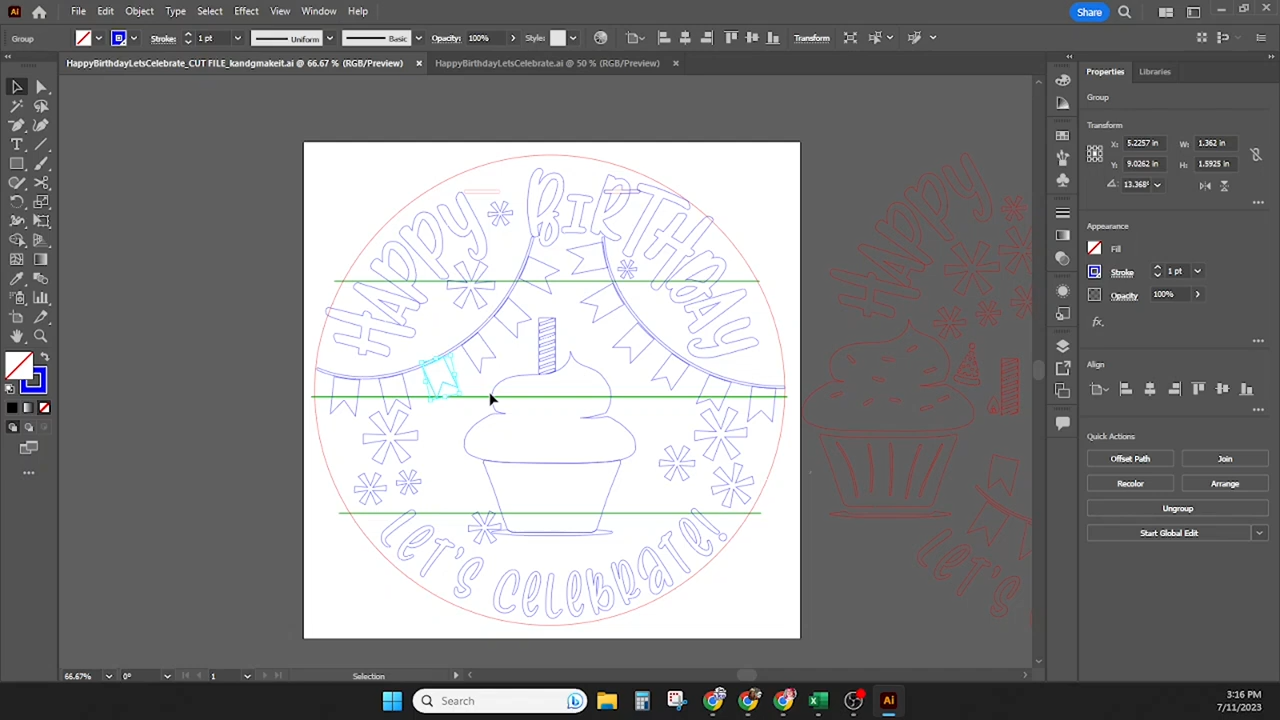 Ai File Edit Object Type Select Effect View Window Help Share
Group Stroke: 1 pt Uniform Basic Opacity: 100% Style: Transform
HappyBirthdayLetsCelebrate_CUT FILE_kandgmakeit.ai @ 66.67 % (RGB/Preview) × HappyBirthdayLetsCelebrate.ai @ 50 % (RGB/Preview) ×
Properties Libraries
Group
Transform
X: 5.2257 in W: 1.362 in
Y: 9.0262 in H: 1.5925 in
13.368°
Appearance
Fill
Stroke 1 pt
Opacity 100%
fx.
Align
Quick Actions
Offset Path Join
Recolor Arrange
Ungroup
Start Global Edit
HAPPY BIRTHDAY
LET'S CELEBRATE!
HAPPY
LET'S
66.67% 0° 1 Selection
Search
Ai
3:16 PM
7/11/2023